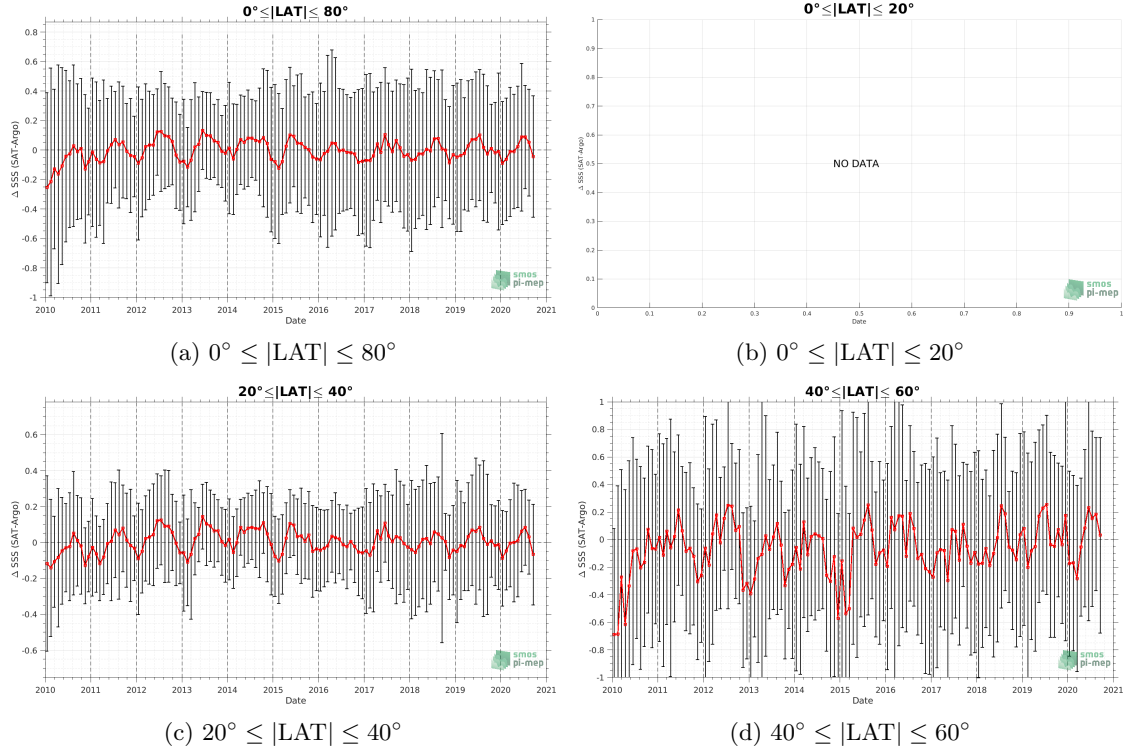 0°≤|LAT|≤ 80°
0.8
0.6
0.4
0.2
0
-0.2
-0.4
-0.6
-0.8
-1
Δ SSS (SAT-Argo)
2010 2011 2012 2013 2014 2015 2016 2017 2018 2019 2020 2021
Date
smos
pi-mep
(a) 0° ≤ |LAT| ≤ 80°
0°≤|LAT|≤ 20°
1
0.9
0.8
0.7
0.6
0.5
0.4
0.3
0.2
0.1
0
Δ SSS (SAT-Argo)
NO DATA
0 0.1 0.2 0.3 0.4 0.5 0.6 0.7 0.8 0.9 1
Date
smos
pi-mep
(b) 0° ≤ |LAT| ≤ 20°
20°≤|LAT|≤ 40°
0.6
0.4
0.2
0
-0.2
-0.4
-0.6
Δ SSS (SAT-Argo)
2010 2011 2012 2013 2014 2015 2016 2017 2018 2019 2020 2021
Date
smos
pi-mep
(c) 20° ≤ |LAT| ≤ 40°
40°≤|LAT|≤ 60°
1
0.8
0.6
0.4
0.2
0
-0.2
-0.4
-0.6
-0.8
-1
Δ SSS (SAT-Argo)
2010 2011 2012 2013 2014 2015 2016 2017 2018 2019 2020 2021
Date
smos
pi-mep
(d) 40° ≤ |LAT| ≤ 60°